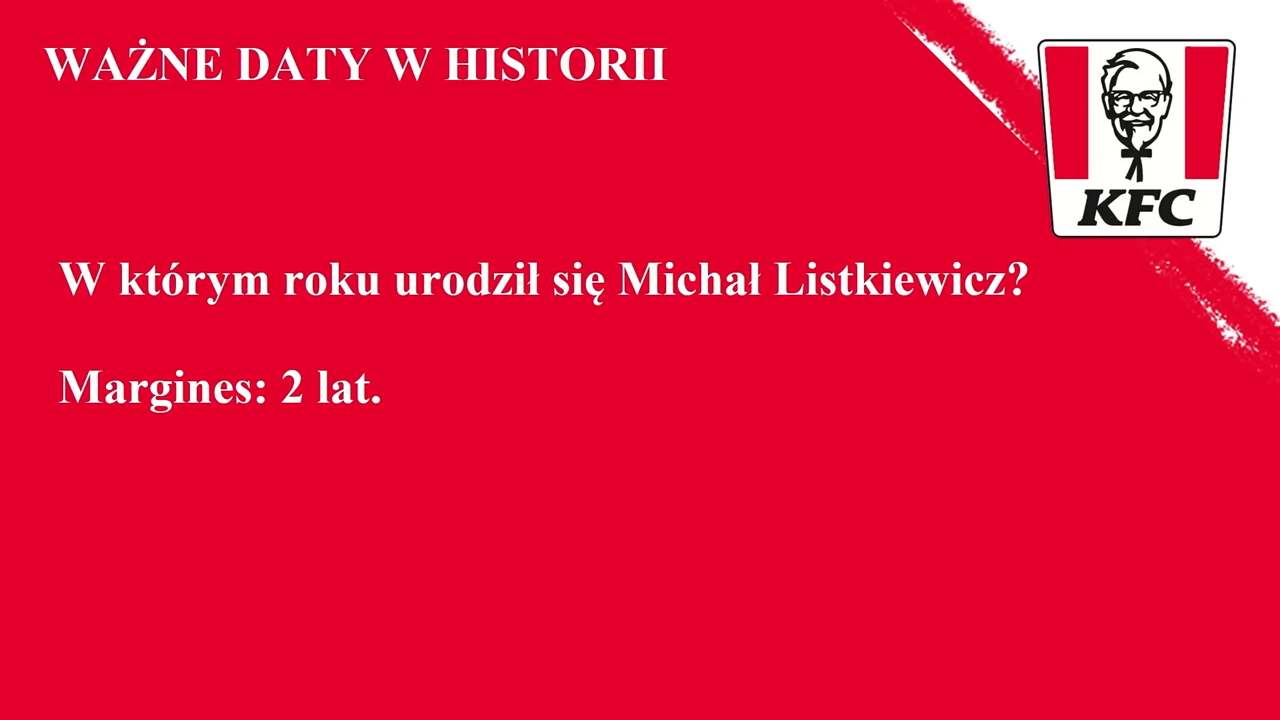 WAŻNE DATY W HISTORII
KFC
W którym roku urodził się Michał Listkiewicz?
Margines: 2 lat.